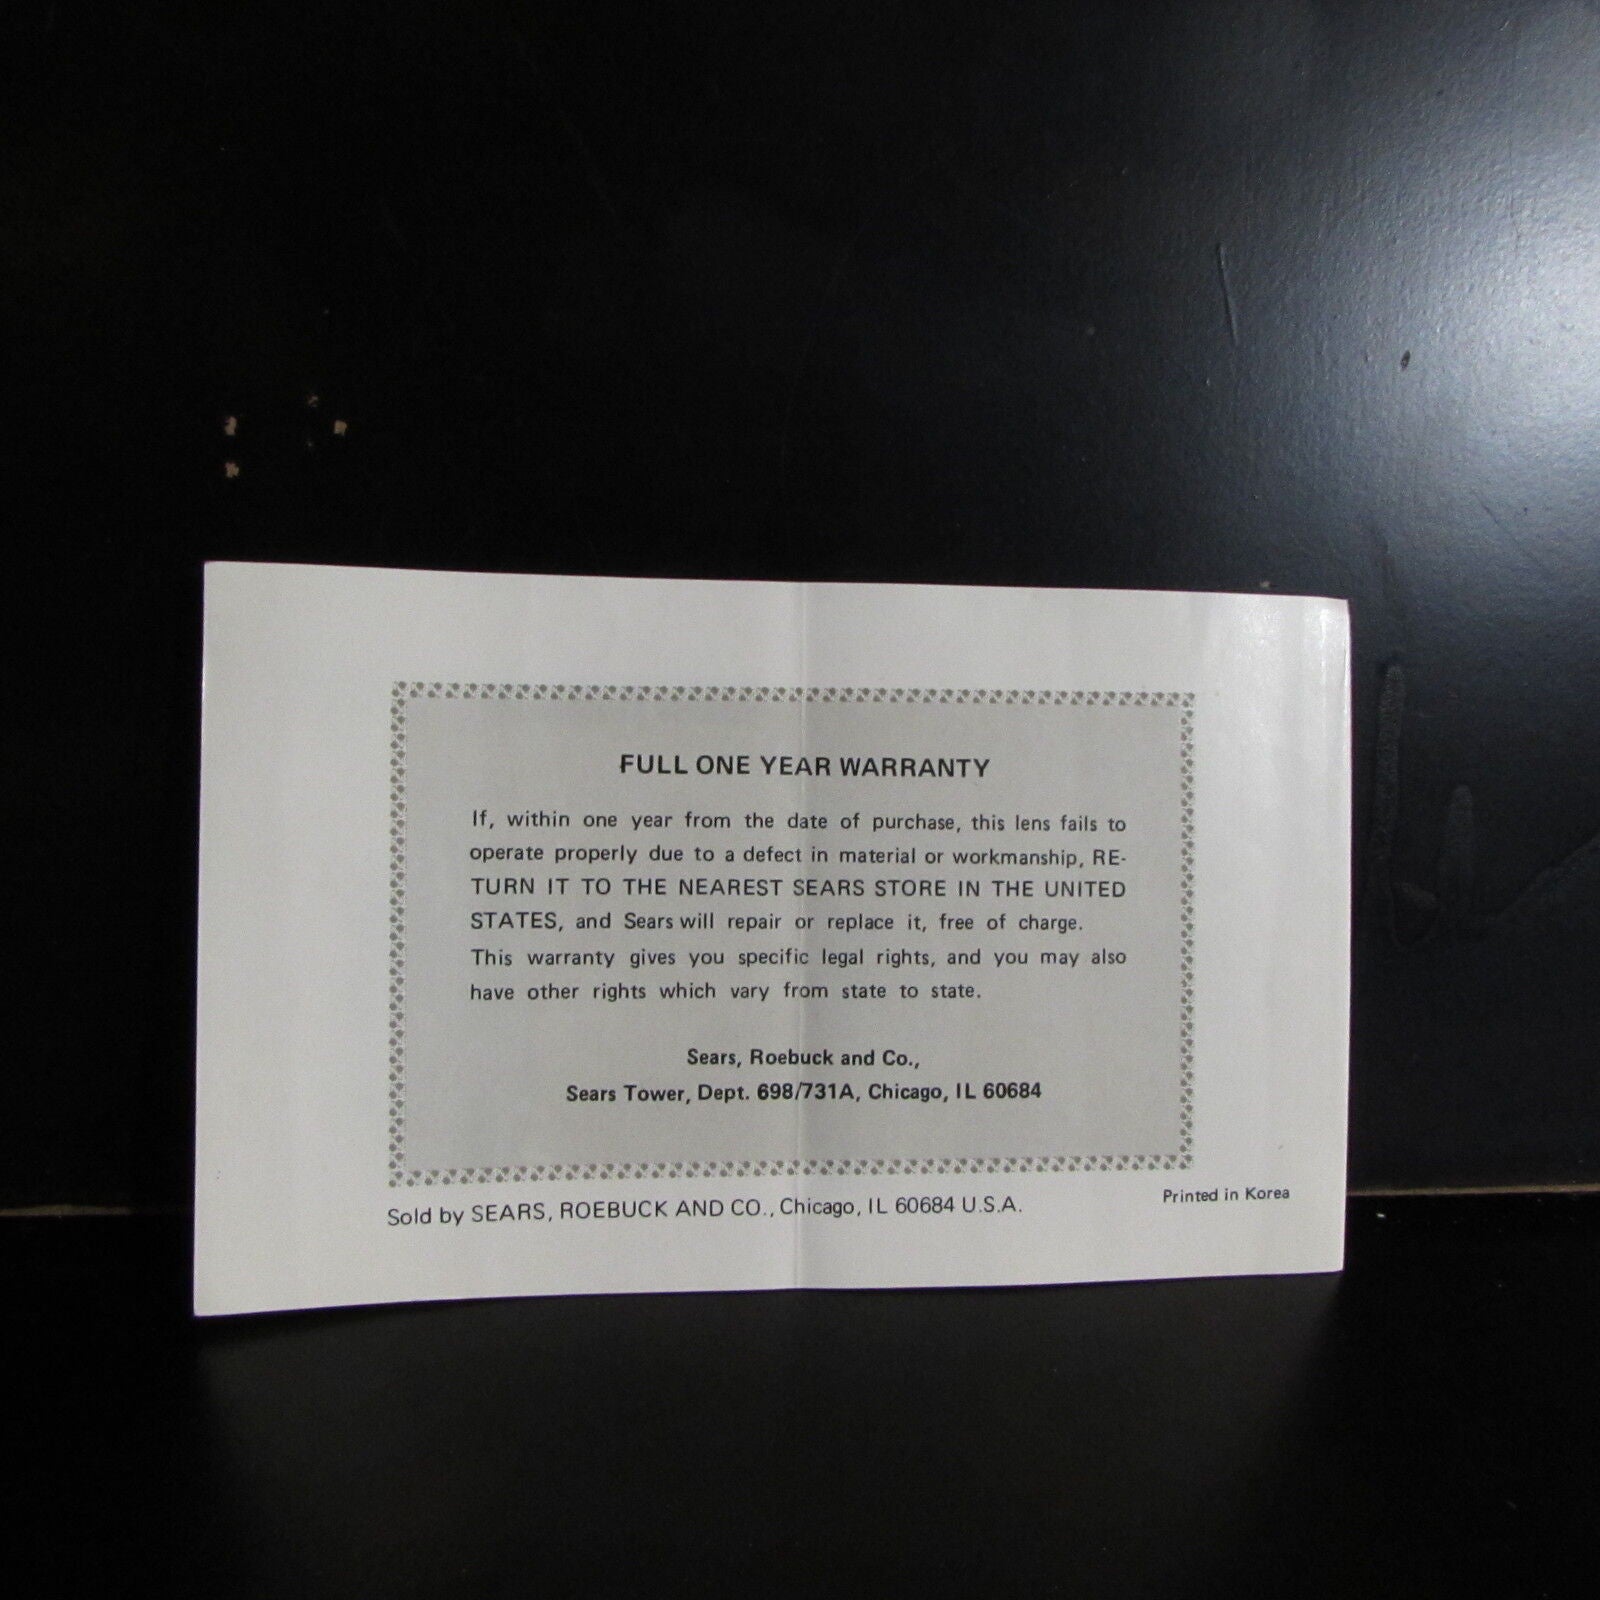 FULL ONE YEAR WARRANTY
If, within one year from the date of purchase, this lens fails to
operate properly due to a defect in material or workmanship, RE-
TURN IT TO THE NEAREST SEARS STORE IN THE UNITED
STATES, and Sears will repair or replace it, free of charge.
This warranty gives you specific legal rights, and you may also
have other rights which vary from state to state.
Sears, Roebuck and Co.,
Sears Tower, Dept. 698/731A, Chicago, IL 60684
Sold by SEARS, ROEBUCK AND CO., Chicago, IL 60684 U.S.A.
Printed in Korea